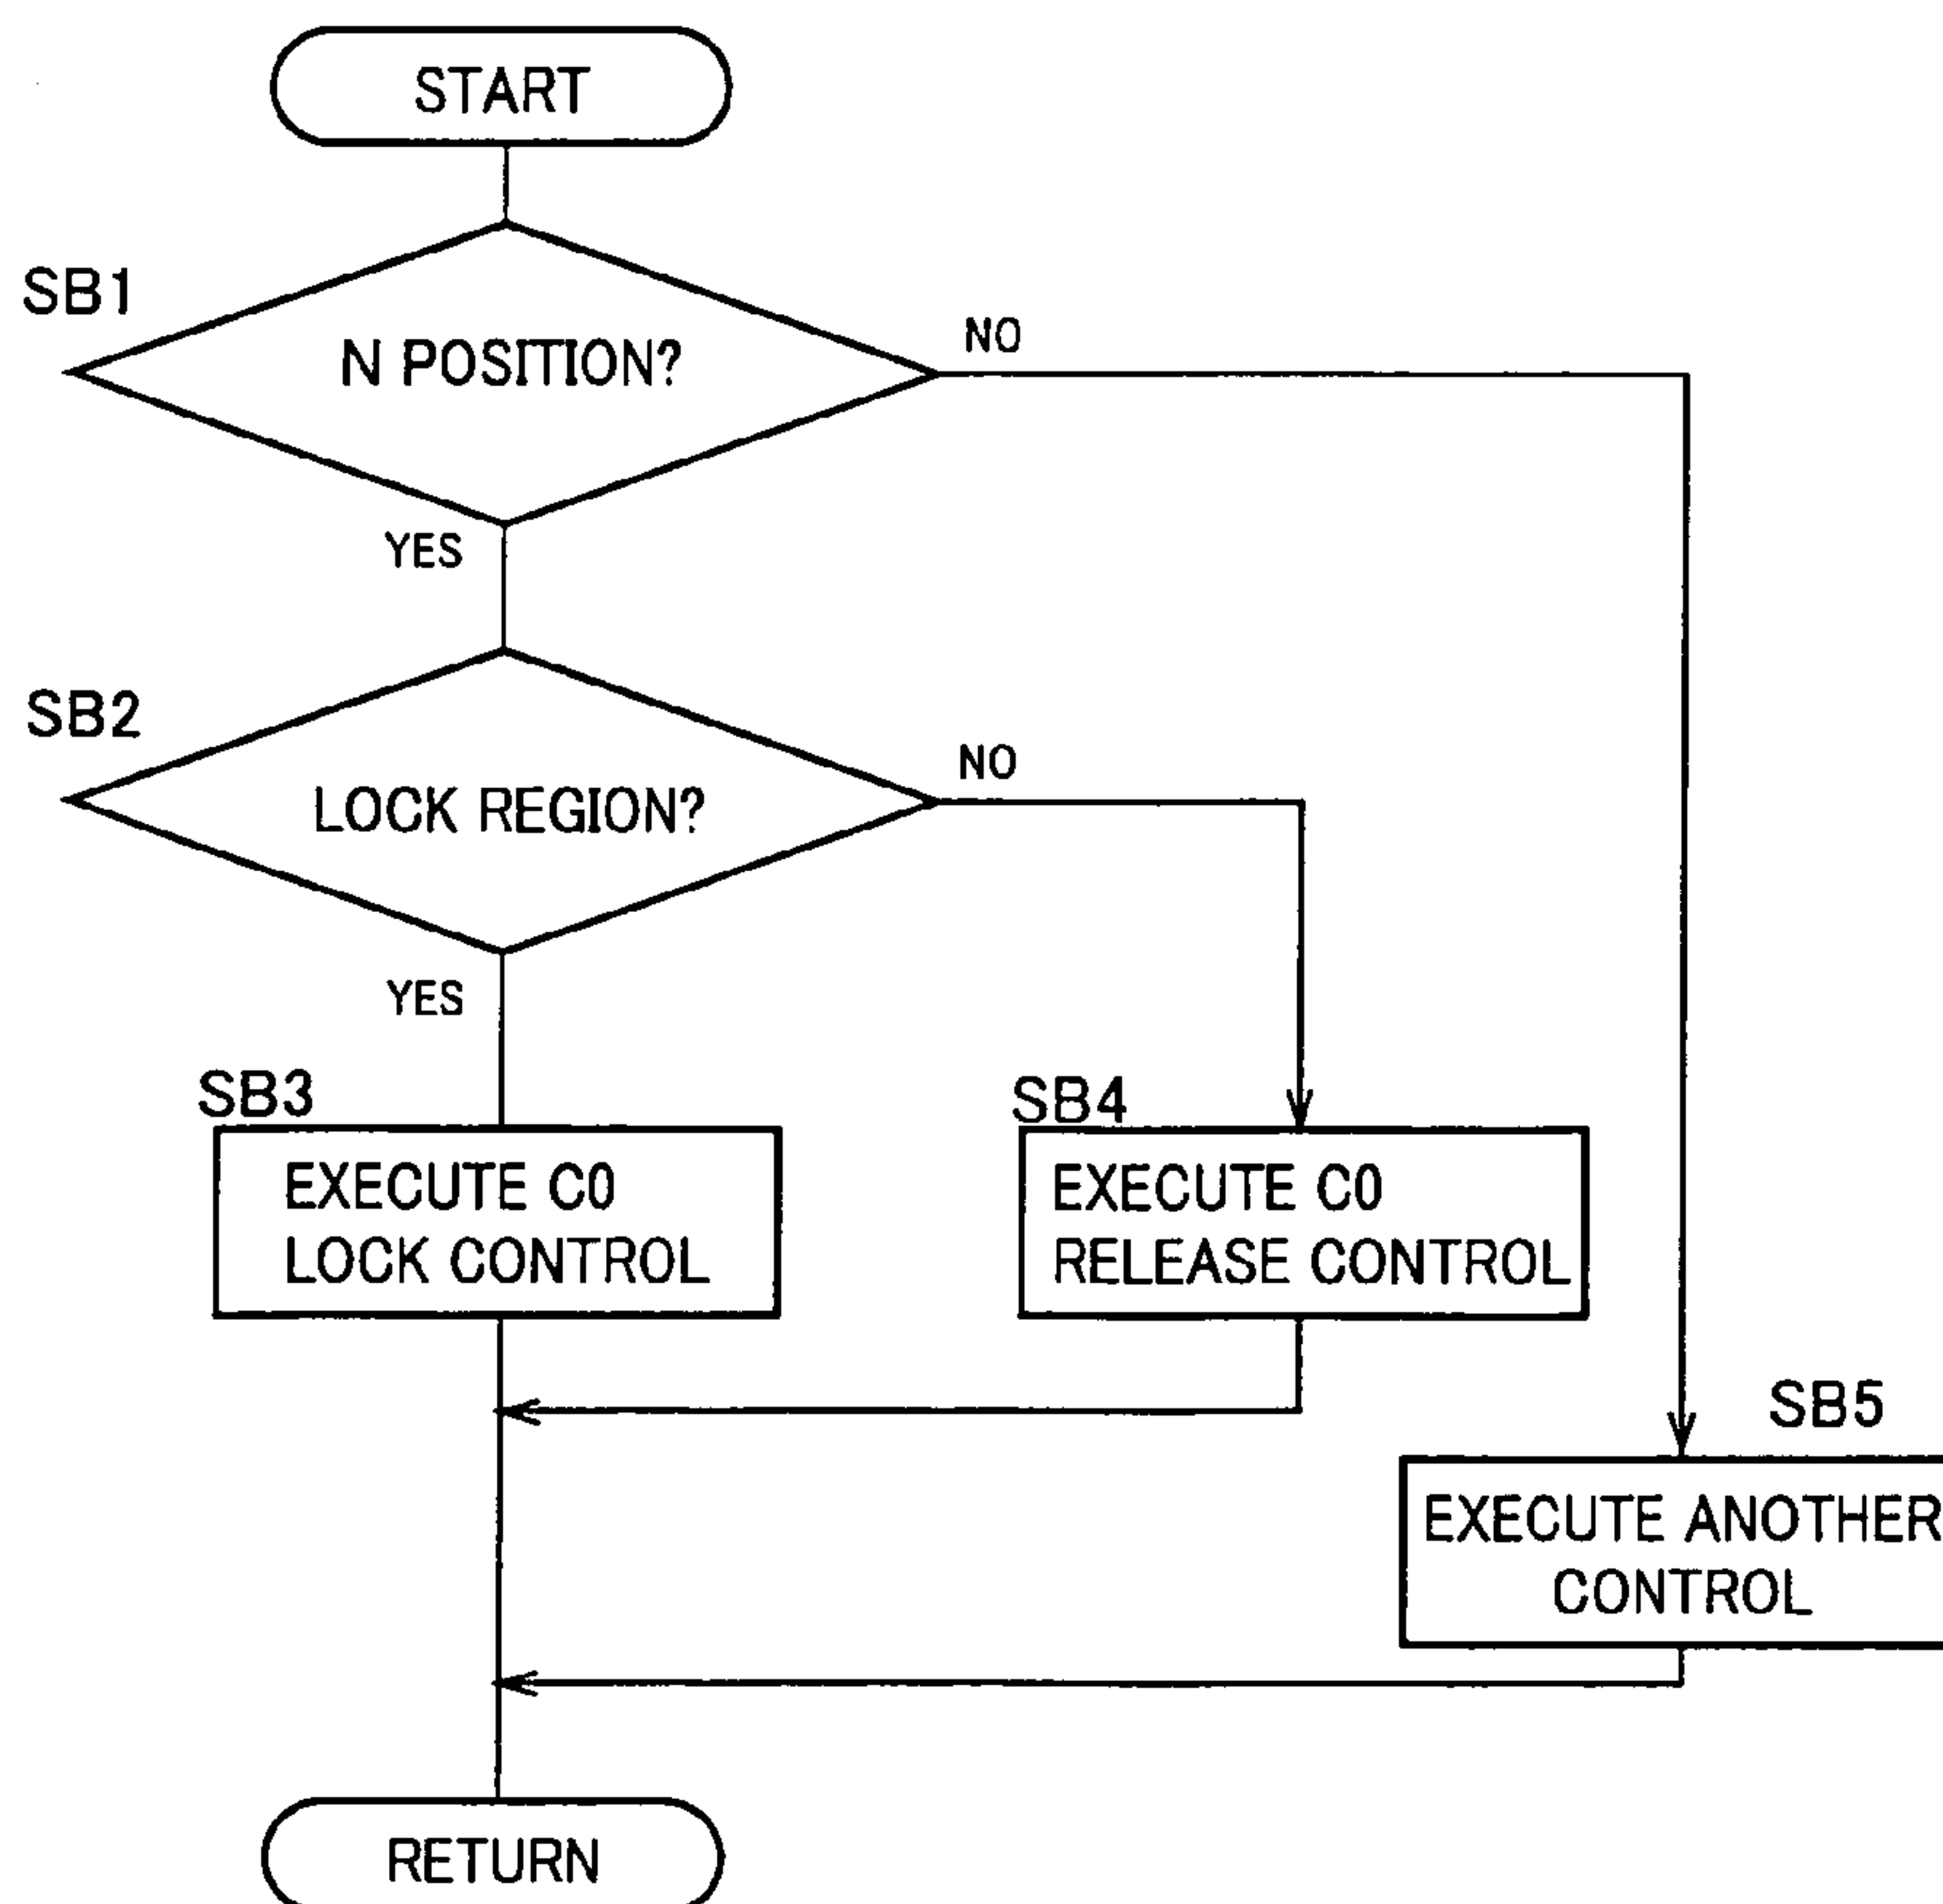 START
SB1
N POSITION?
NO
YES
SB2
LOCK REGION?
NO
YES
SB3
EXECUTE C0
LOCK CONTROL
SB4
EXECUTE C0
RELEASE CONTROL
SB5
EXECUTE ANOTHER
CONTROL
RETURN